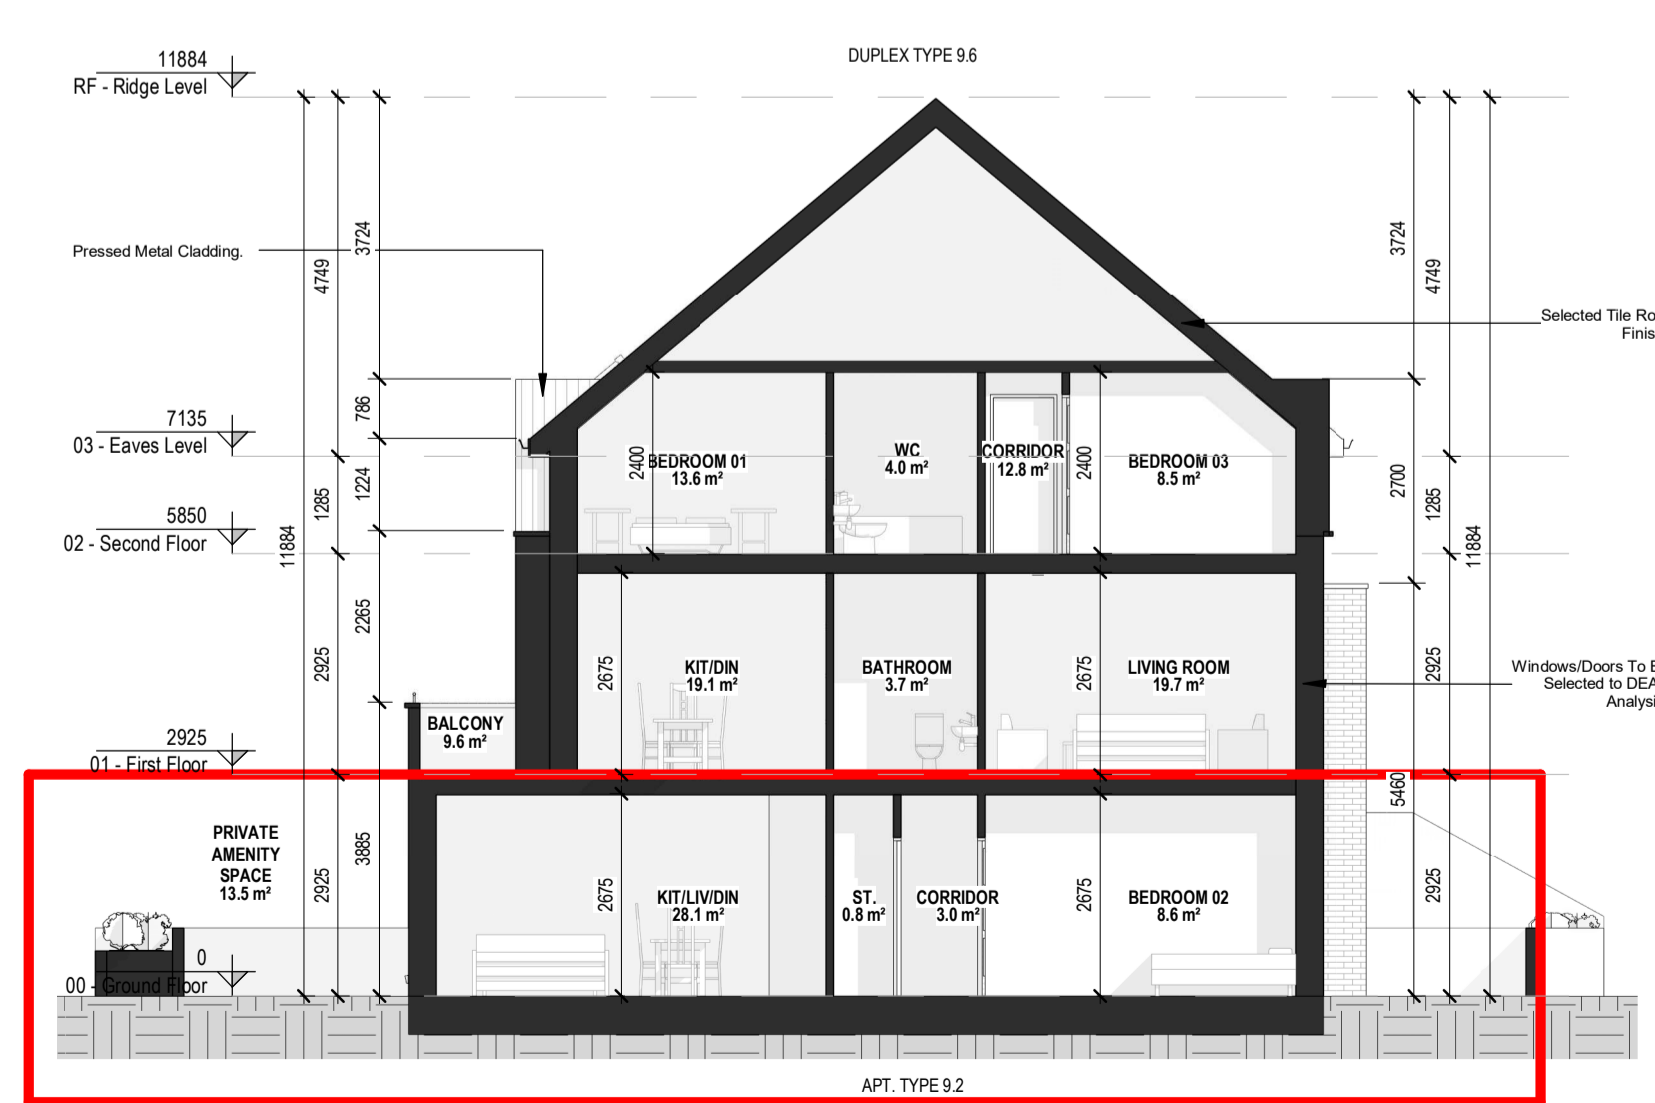 DUPLEX TYPE 9.6
11884
RF - Ridge Level
3724
4749
Pressed Metal Cladding.
3724
4749
Selected Tile Ro
Finis
786
7135
03 - Eaves Level
1224
1285
11884
5850
02 - Second Floor
2400
BEDROOM 01
13.6 m²
WC
4.0 m²
CORRIDOR
12.8 m²
2400
BEDROOM 03
8.5 m²
2700
1285
11884
2265
2925
2675
KIT/DIN
19.1 m²
BATHROOM
3.7 m²
2675
LIVING ROOM
19.7 m²
2925
Windows/Doors To B
Selected to DEA
Analysi
BALCONY
9.6 m²
2925
01 - First Floor
5460
PRIVATE
AMENITY
SPACE
13.5 m²
3885
2925
2675
KIT/LIV/DIN
28.1 m²
ST.
0.8 m²
CORRIDOR
3.0 m²
2675
BEDROOM 02
8.6 m²
2925
0
00 - Ground Floor
APT. TYPE 9.2